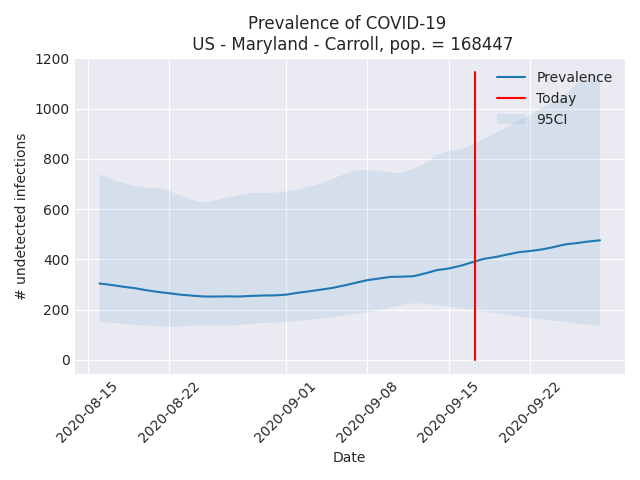 Prevalence of COVID-19
US - Maryland - Carroll, pop. = 168447
Prevalence
Today
95CI
# undetected infections
1200
1000
800
600
400
200
0
2020-08-15
2020-08-22
2020-09-01
2020-09-08
2020-09-15
2020-09-22
Date